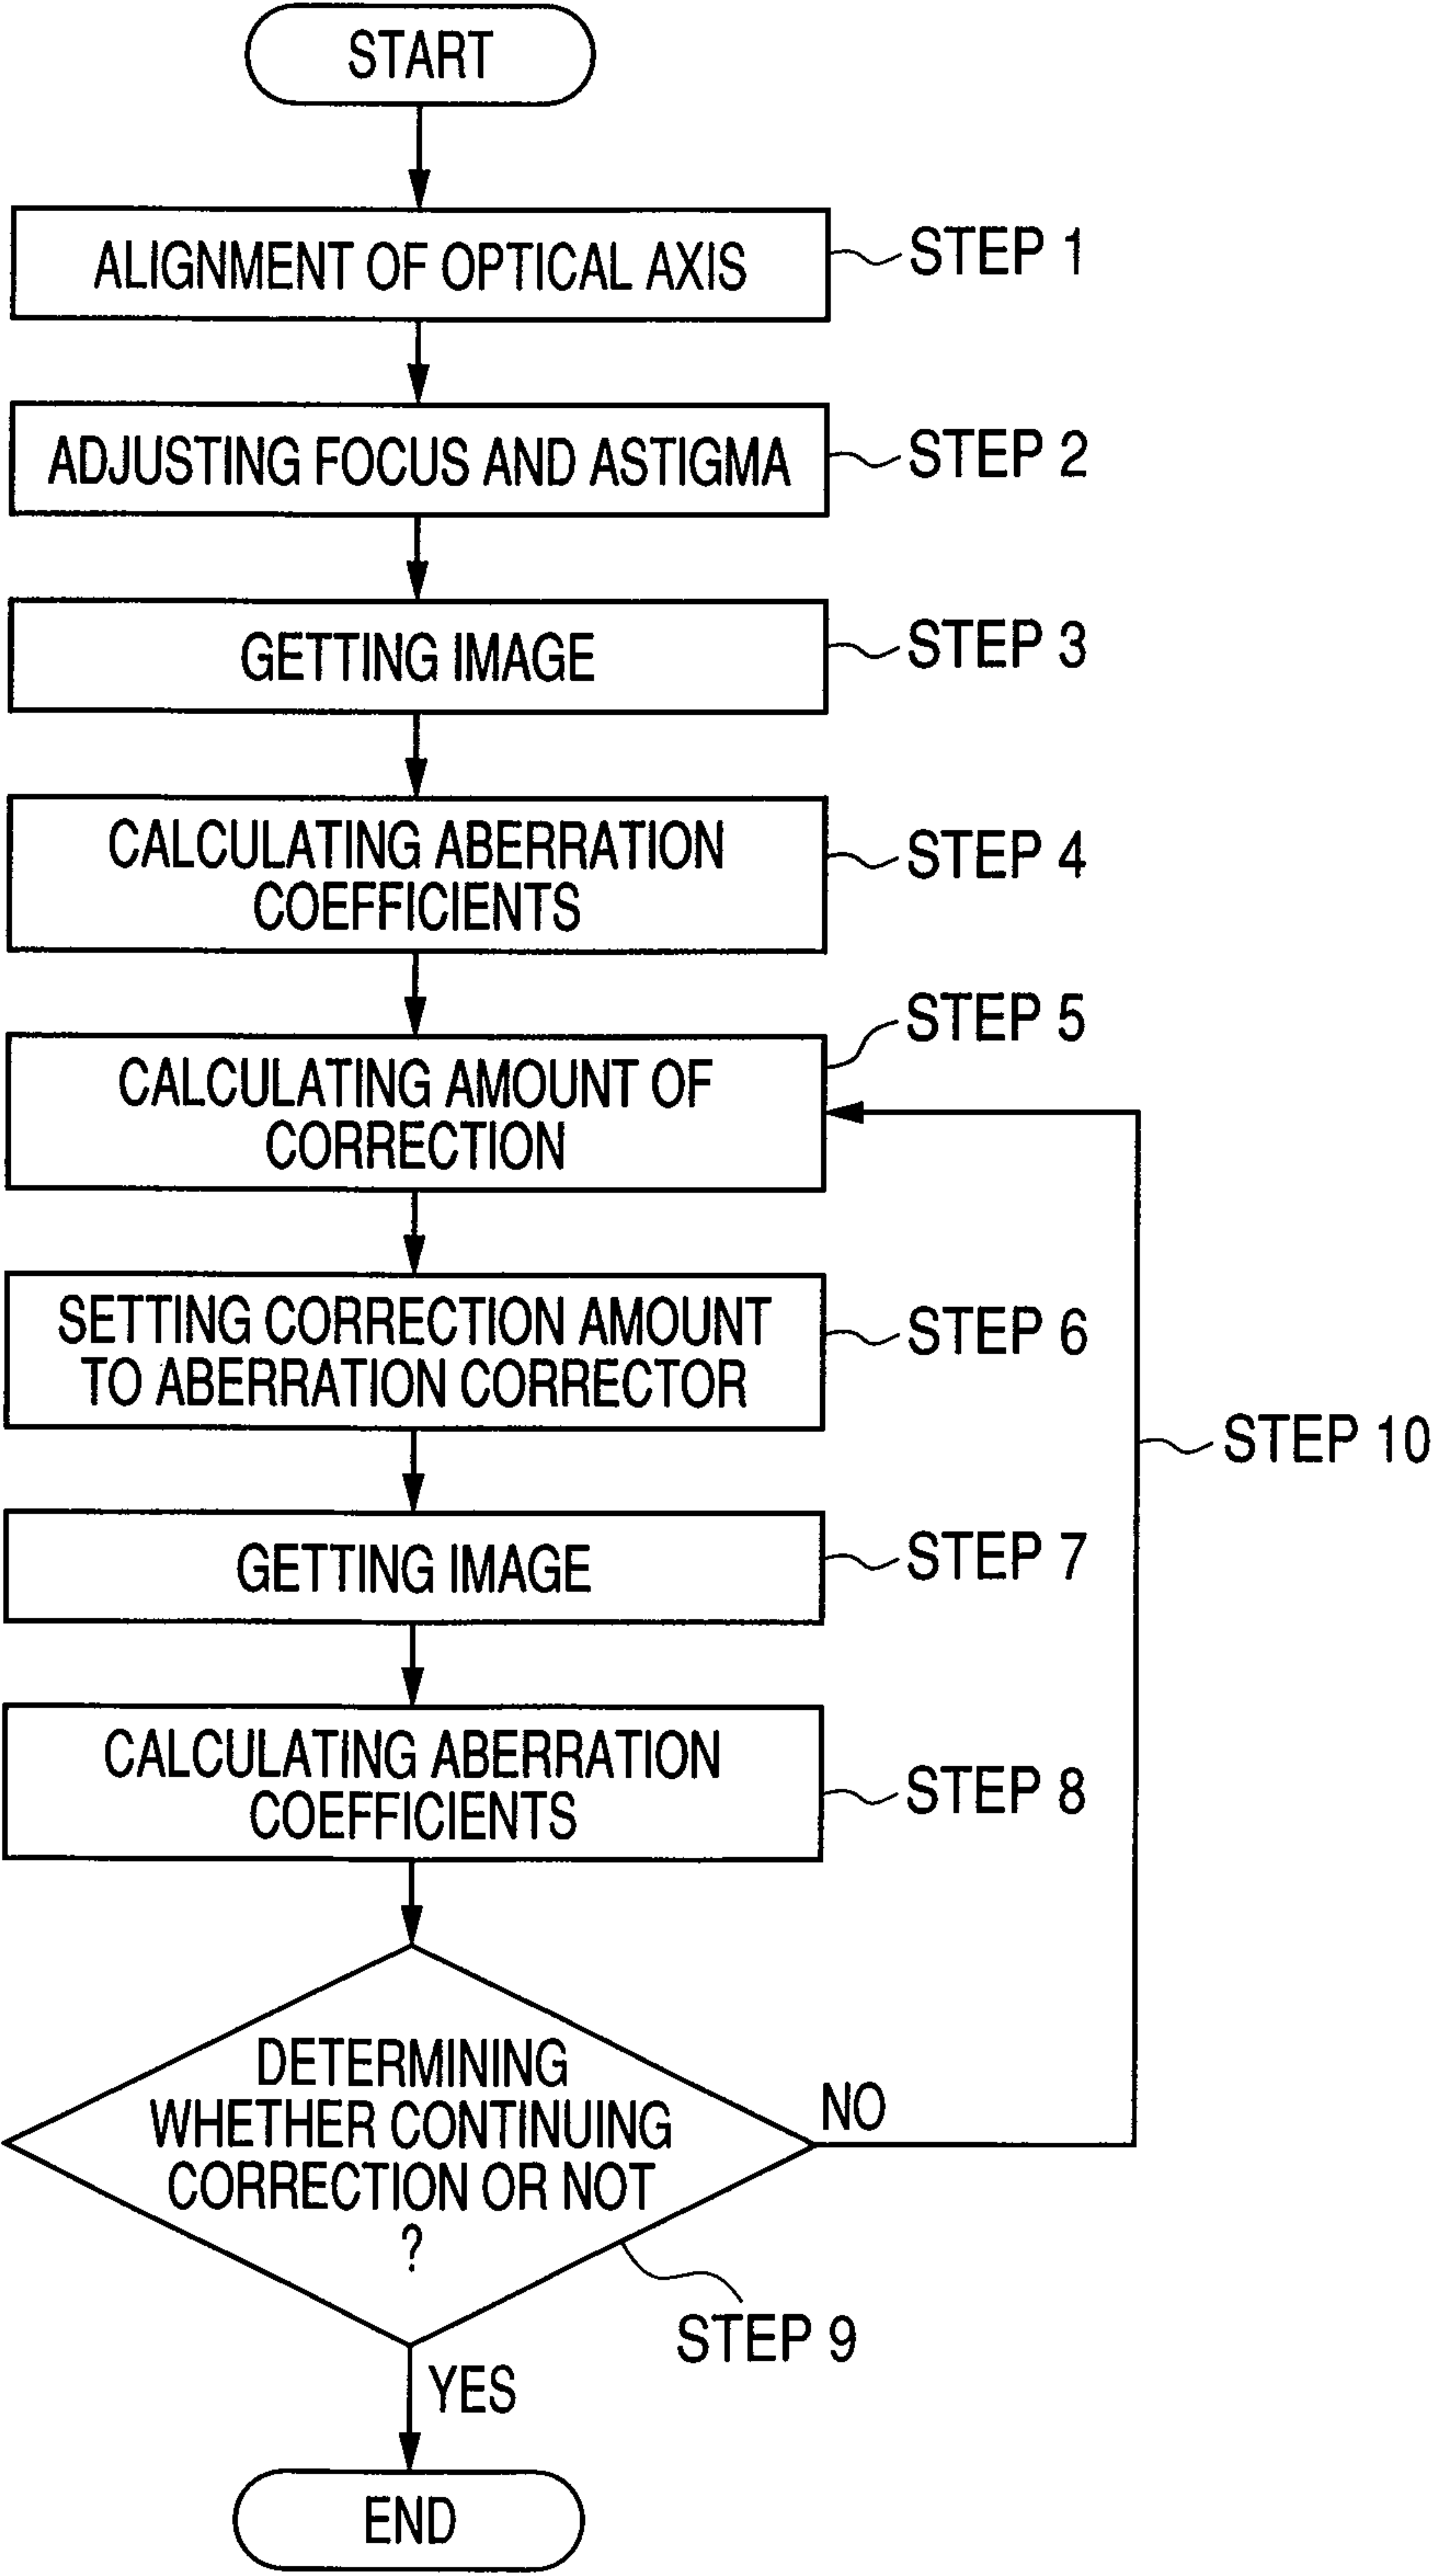 START
ALIGNMENT OF OPTICAL AXIS
STEP 1
ADJUSTING FOCUS AND ASTIGMA
STEP 2
GETTING IMAGE
STEP 3
CALCULATING ABERRATION
COEFFICIENTS
STEP 4
CALCULATING AMOUNT OF
CORRECTION
STEP 5
SETTING CORRECTION AMOUNT
TO ABERRATION CORRECTOR
STEP 6
STEP 10
GETTING IMAGE
STEP 7
CALCULATING ABERRATION
COEFFICIENTS
STEP 8
DETERMINING
WHETHER CONTINUING
CORRECTION OR NOT
?
NO
STEP 9
YES
END